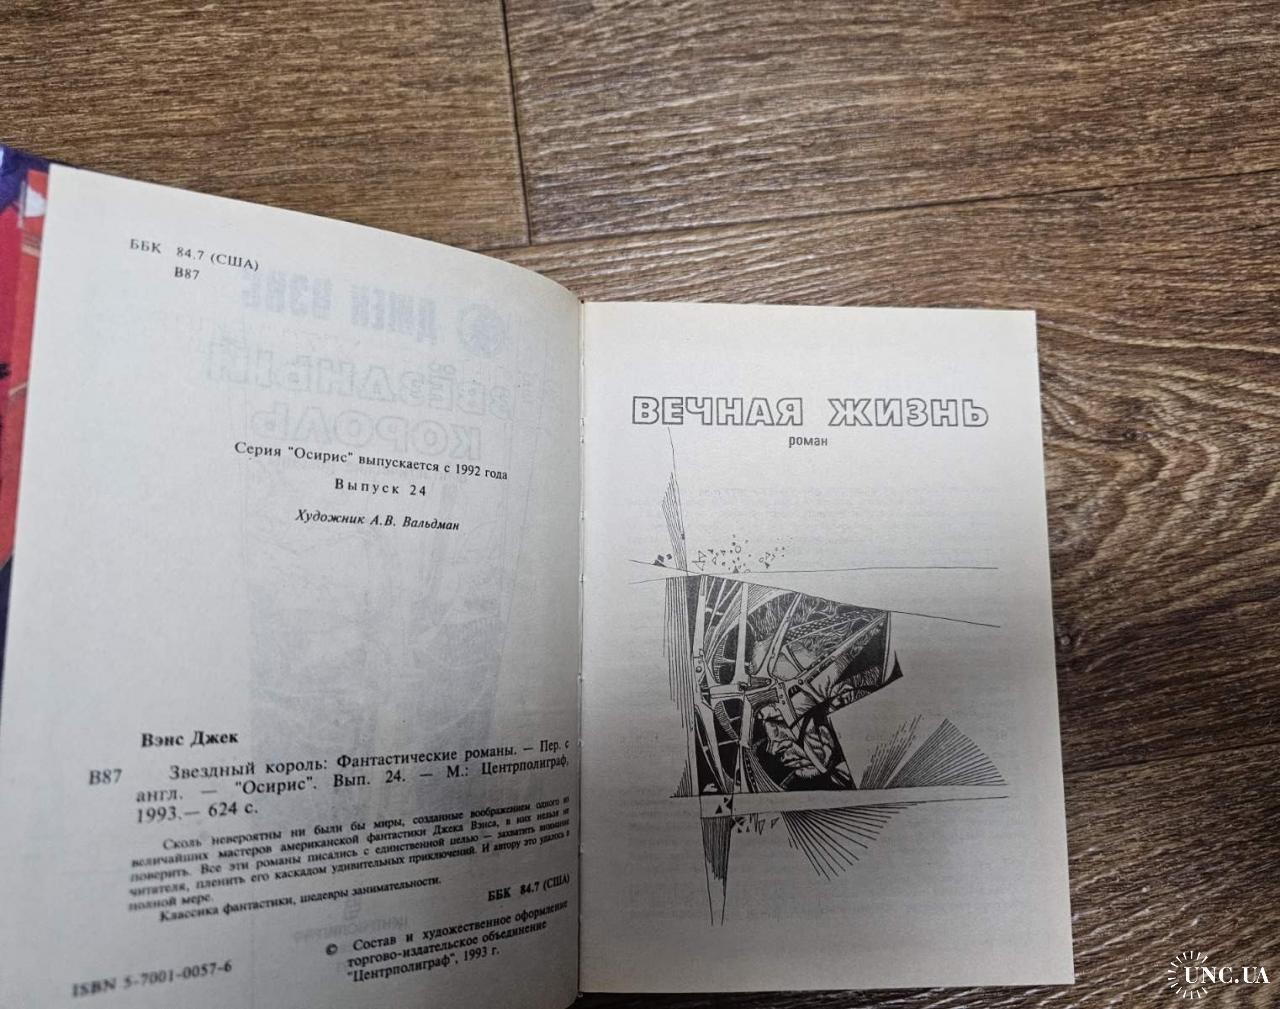 ББК 84.7 (США)
В87
Серия "Осирис" выпускается с 1992 года
Выпуск 24
Художник А.В. Вальдман
Вэнс Джек
В87 Звездный король: Фантастические романы. — Пер. с
англ. — "Осирис". Вып. 24. — М.: Центрполиграф,
1993.— 624 с.
Сколь невероятны ни были бы миры, созданные воображением одного из
величайших мастеров американской фантастики Джека Вэнса, в них нельзя не
поверить. Все эти романы писались с единственной целью — захватить внимание
читателя, пленить его каскадом удивительных приключений. И автору это удалось в
полной мере.
Классика фантастики, шедевры занимательности.
ББК 84.7 (США)
© Состав и художественное оформление
торгово-издательское объединение
"Центрполиграф", 1993 г.
ISBN 5-7001-0057-6
ВЕЧНАЯ ЖИЗНЬ
роман
UNC.UA